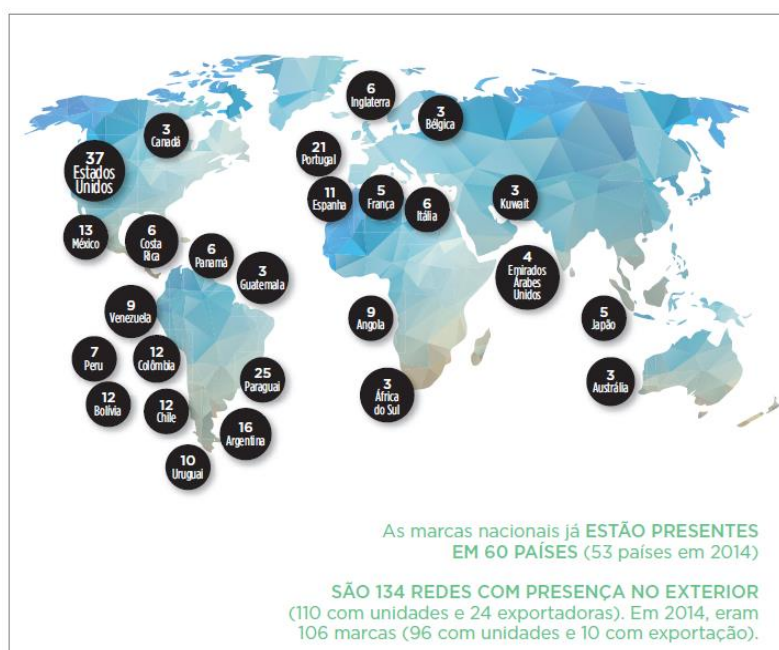 6
Inglaterra
3
Bélgica
3
Canadá
21
Portugal
37
Estados
Unidos
11
Espanha
5
França
6
Itália
3
Kuwait
13
México
6
Costa
Rica
6
Panamá
3
Guatemala
4
Emirados
Árabes
Unidos
9
Venezuela
9
Angola
5
Japão
7
Peru
12
Colômbia
25
Paraguai
3
África
do Sul
3
Austrália
12
Bolívia
12
Chile
16
Argentina
10
Uruguai
As marcas nacionais já ESTÃO PRESENTES
EM 60 PAÍSES (53 países em 2014)
SÃO 134 REDES COM PRESENÇA NO EXTERIOR
(110 com unidades e 24 exportadoras). Em 2014, eram
106 marcas (96 com unidades e 10 com exportação).